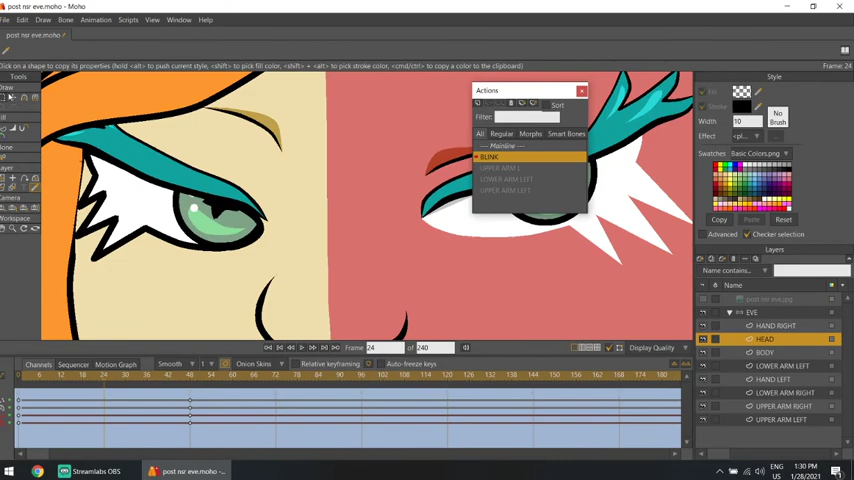 post nsr eve.moho - Moho
File Edit Draw Bone Animation Scripts View Window Help
post nsr eve.moho
Click on a shape to copy its properties (hold <alt> to push current style, <shift> to pick fill color, <shift> + <alt> to pick stroke color, <cmd/ctrl> to copy a color to the clipboard)
Frame: 24
Tools
Draw
Fill
Bone
Layer
Camera
Workspace
Actions
Sort
Filter:
All Regular Morphs Smart Bones
--- Mainline ---
BLINK
UPPER ARM L
LOWER ARM LEFT
UPPER ARM LEFT
Style
Fill
Stroke
Width 10
No Brush
Effect <pl...
Swatches Basic Colors.png
Copy Paste Reset
Advanced Checker selection
Layers
Name contains...
Name
post nsr eve.jpg
EVE
HAND RIGHT
HEAD
BODY
LOWER ARM LEFT
HAND LEFT
LOWER ARM RIGHT
UPPER ARM RIGHT
UPPER ARM LEFT
Frame 24 of 240
Display Quality
Channels Sequencer Motion Graph Smooth 1 Onion Skins Relative keyframing Auto-freeze keys
0 6 12 18 24 30 36 42 48 54 60 66 72 78 84 90 96 102 108 114 120 126 132 138 144 150 156 162 168 174 180
Streamlabs OBS
post nsr eve.moho -...
ENG
US
1:30 PM
1/28/2021